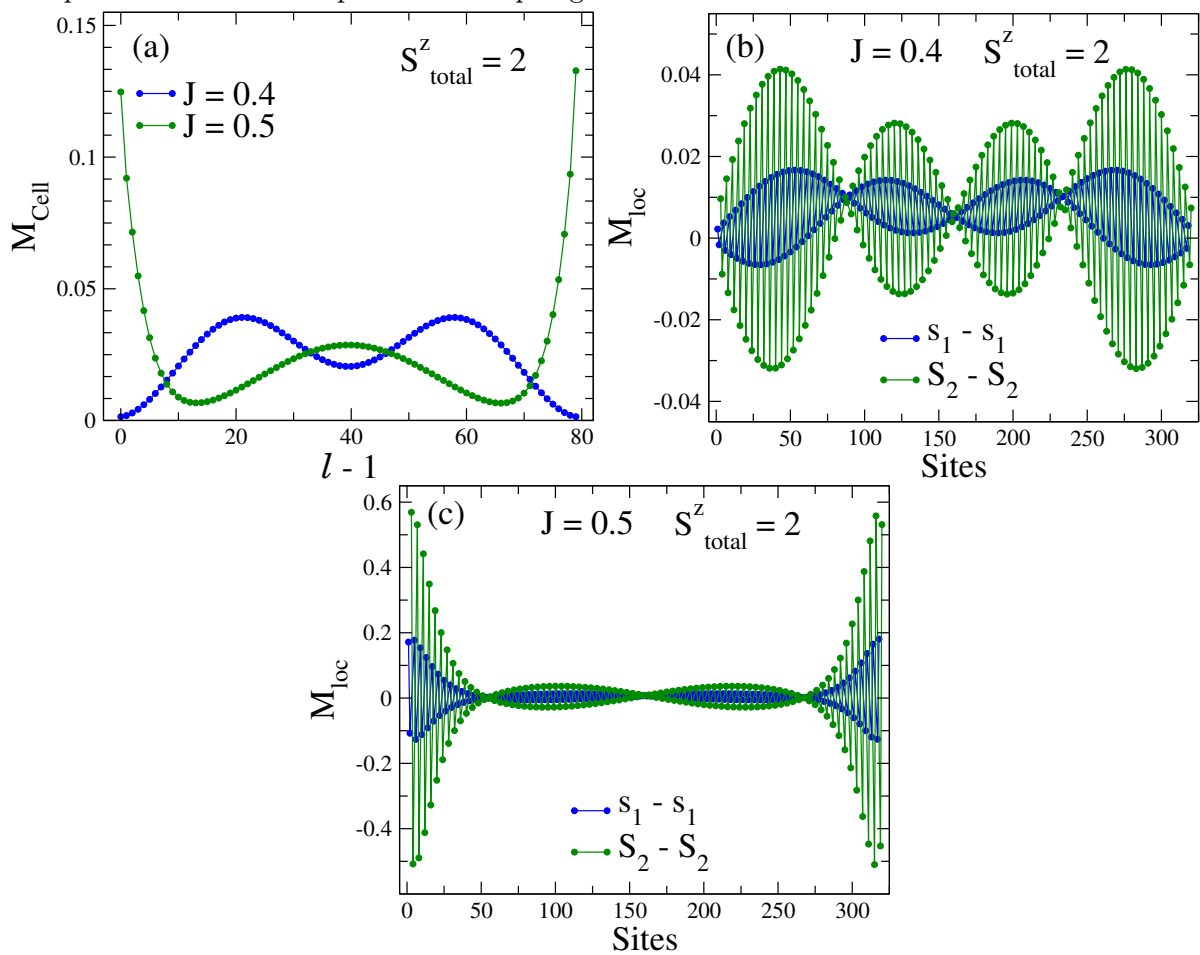 (a)
S^z_total = 2
J = 0.4
J = 0.5
M_Cell
0.15
0.1
0.05
0
0 20 40 60 80
l - 1
(b) J = 0.4 S^z_total = 2
M_loc
0.04
0.02
0
-0.02
-0.04
s_1 - s_1
S_2 - S_2
0 50 100 150 200 250 300
Sites
(c) J = 0.5 S^z_total = 2
M_loc
0.6
0.4
0.2
0
-0.2
-0.4
s_1 - s_1
S_2 - S_2
0 50 100 150 200 250 300
Sites